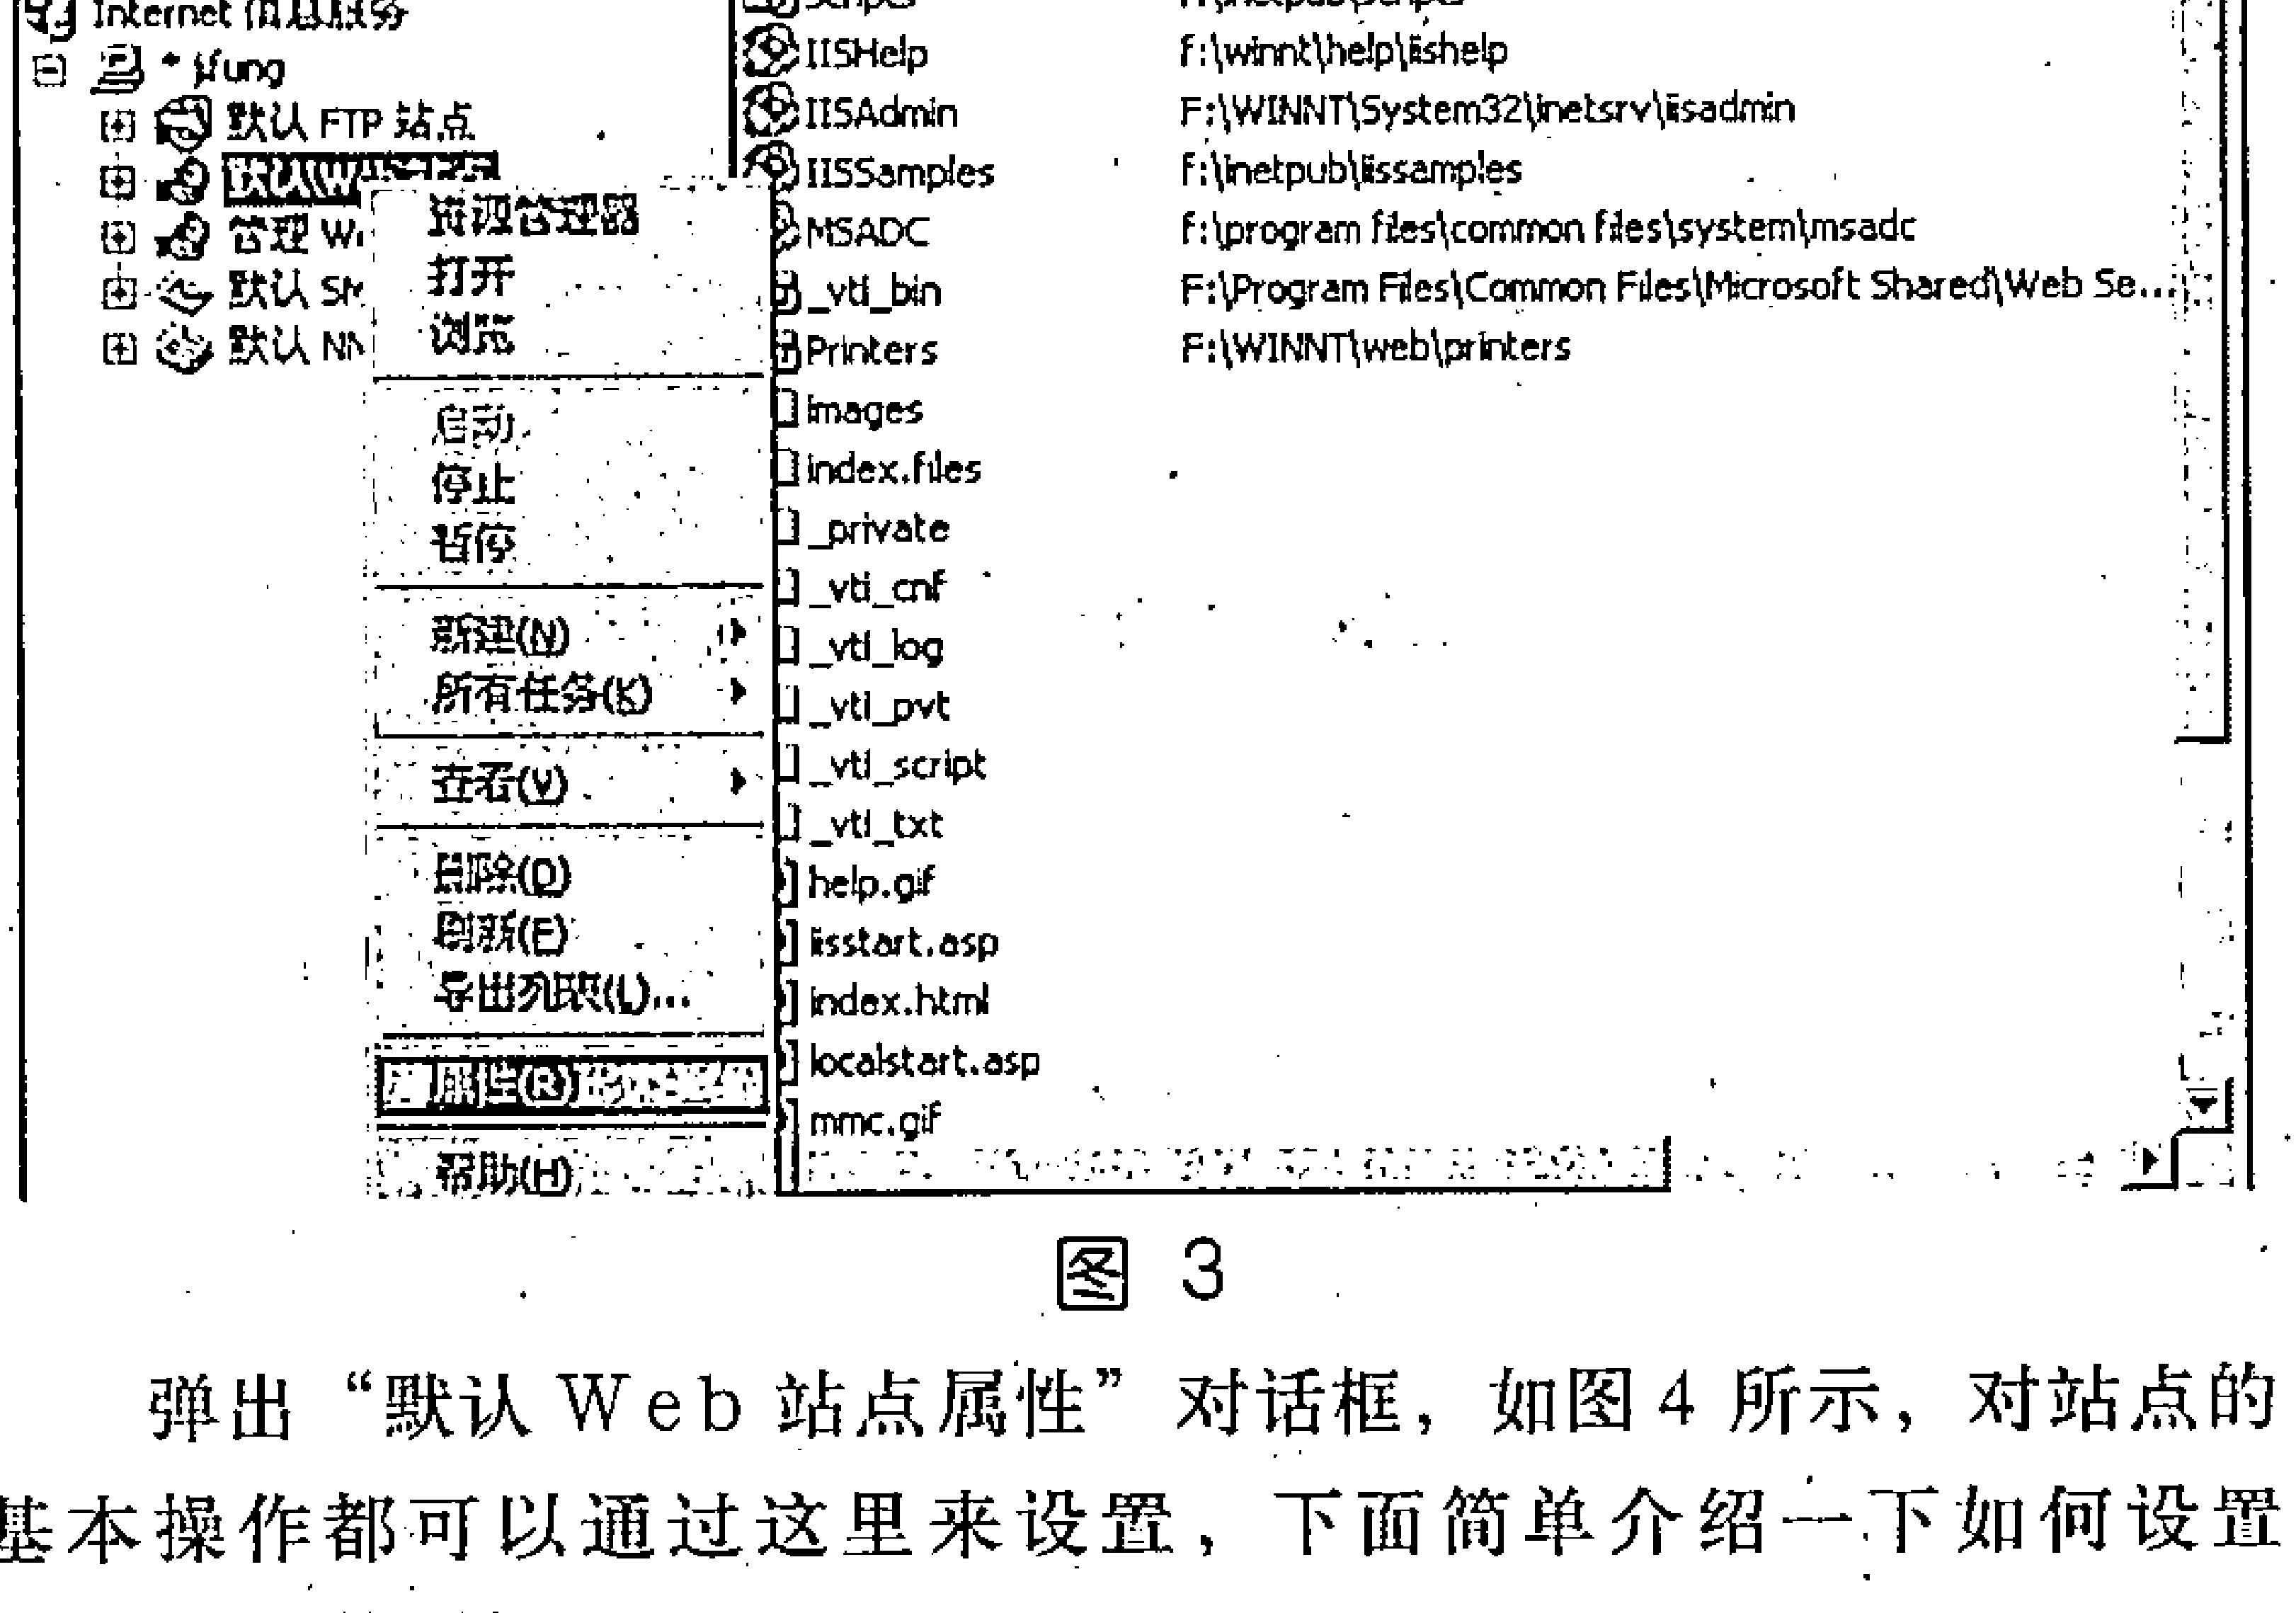 Internet 信息服务
* jifung
默认 FTP 站点
默认 W
管理 W
默认 SM
默认 NN
资源管理器
打开
浏览
启动
停止
暂停
新建(N)
所有任务(K)
查看(V)
删除(D)
刷新(F)
导出列表(L)...
属性(R)
帮助(H)
IISHelp f:\winnt\help\iishelp
IISAdmin F:\WINNT\System32\inetsrv\iisadmin
IISSamples f:\inetpub\iissamples
MSADC f:\program files\common files\system\msadc
_vti_bin F:\Program Files\Common Files\Microsoft Shared\Web Se...
Printers F:\WINNT\web\printers
images
index.files
_private
_vti_cnf
_vti_log
_vti_pvt
_vti_script
_vti_txt
help.gif
iisstart.asp
index.html
localstart.asp
mmc.gif
图 3
弹出“默认 Web 站点属性”对话框，如图 4 所示，对站点的
基本操作都可以通过这里来设置，下面简单介绍一下如何设置